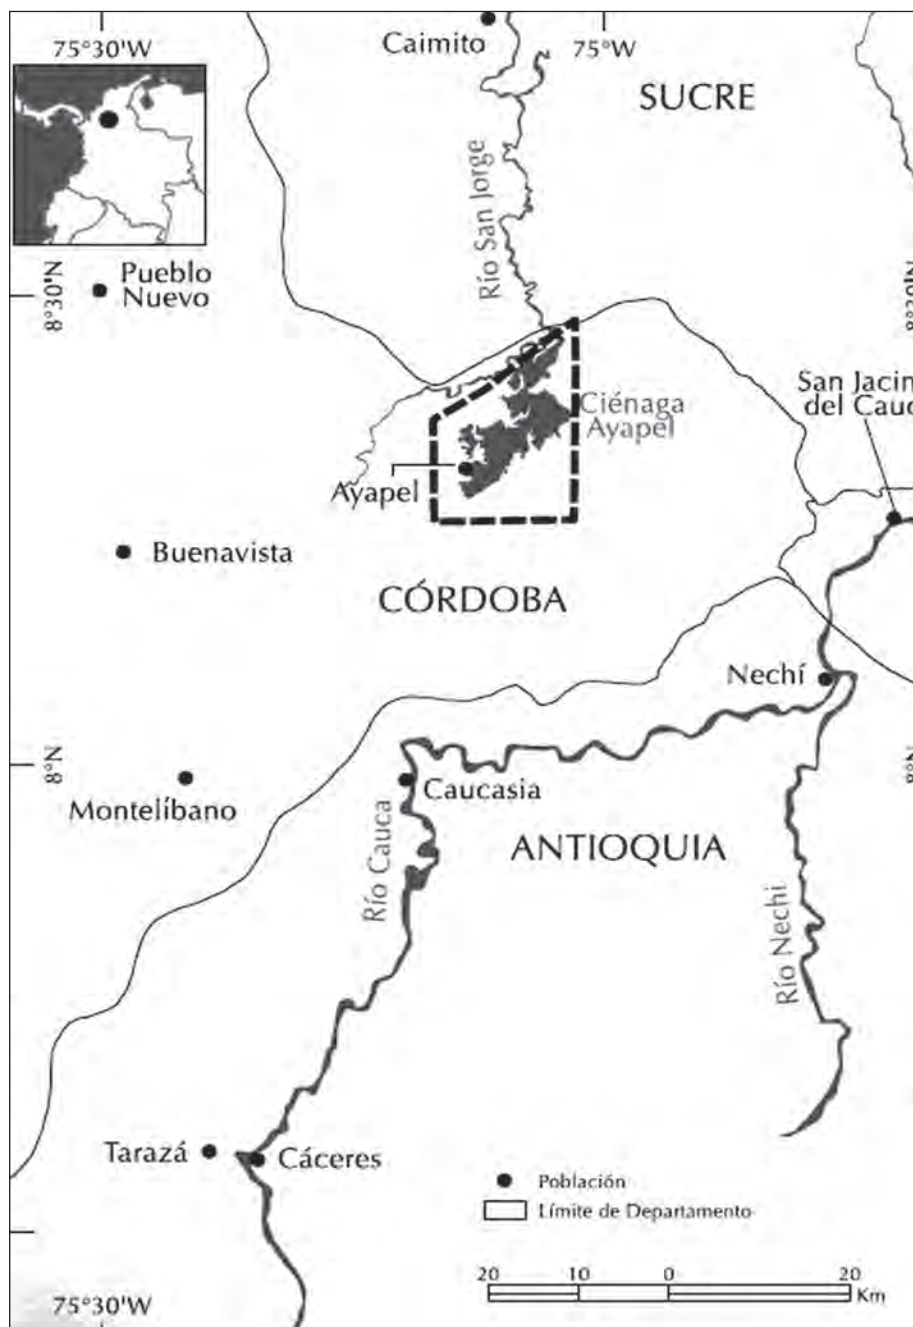 75°30'W
75°W
Caimito
SUCRE
Río San Jorge
Pueblo
Nuevo
8°30'N
8°30'N
Ciénaga
Ayapel
San Jacin
del Cauc
Ayapel
Buenavista
CÓRDOBA
Nechí
8°N
8°N
Montelíbano
Caucasia
Río Cauca
ANTIOQUIA
Río Nechi
Tarazá
Cáceres
Población
Límite de Departamento
20 10 0 20
Km
75°30'W